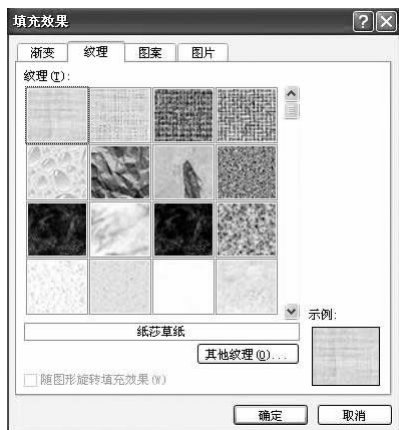 填充效果
渐变 纹理 图案 图片
纹理(T):
纸莎草纸
示例:
其他纹理(O)...
随图形旋转填充效果(W)
确定 取消